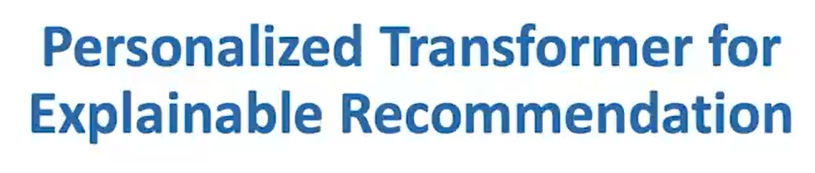 Personalized Transformer for
Explainable Recommendation